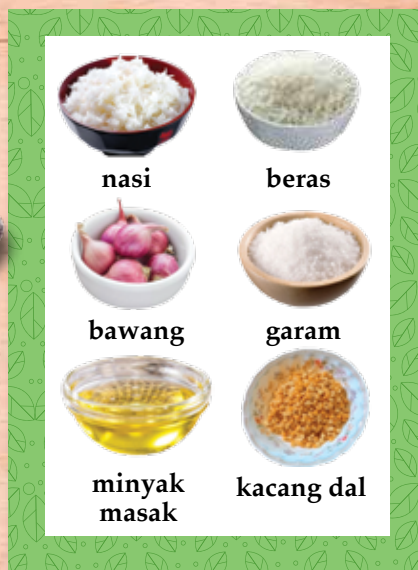 nasi
beras
bawang
garam
minyak
masak
kacang dal